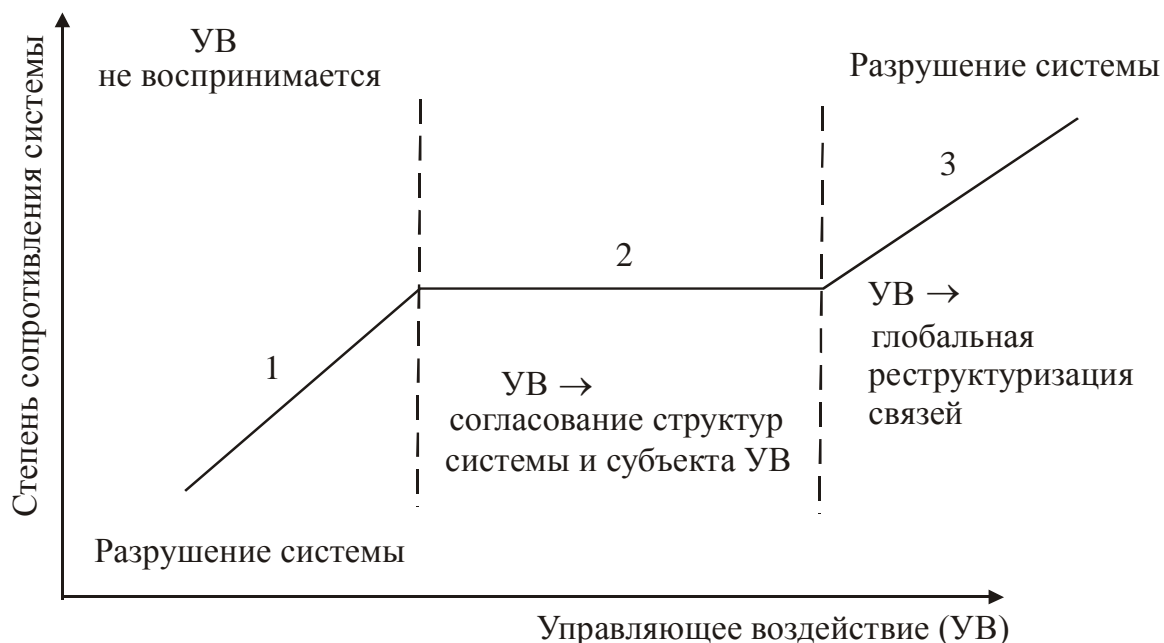 Степень сопротивления системы
УВ
не воспринимается
Разрушение системы
3
2
УВ →
глобальная
реструктуризация
связей
1
УВ →
согласование структур
системы и субъекта УВ
Разрушение системы
Управляющее воздействие (УВ)